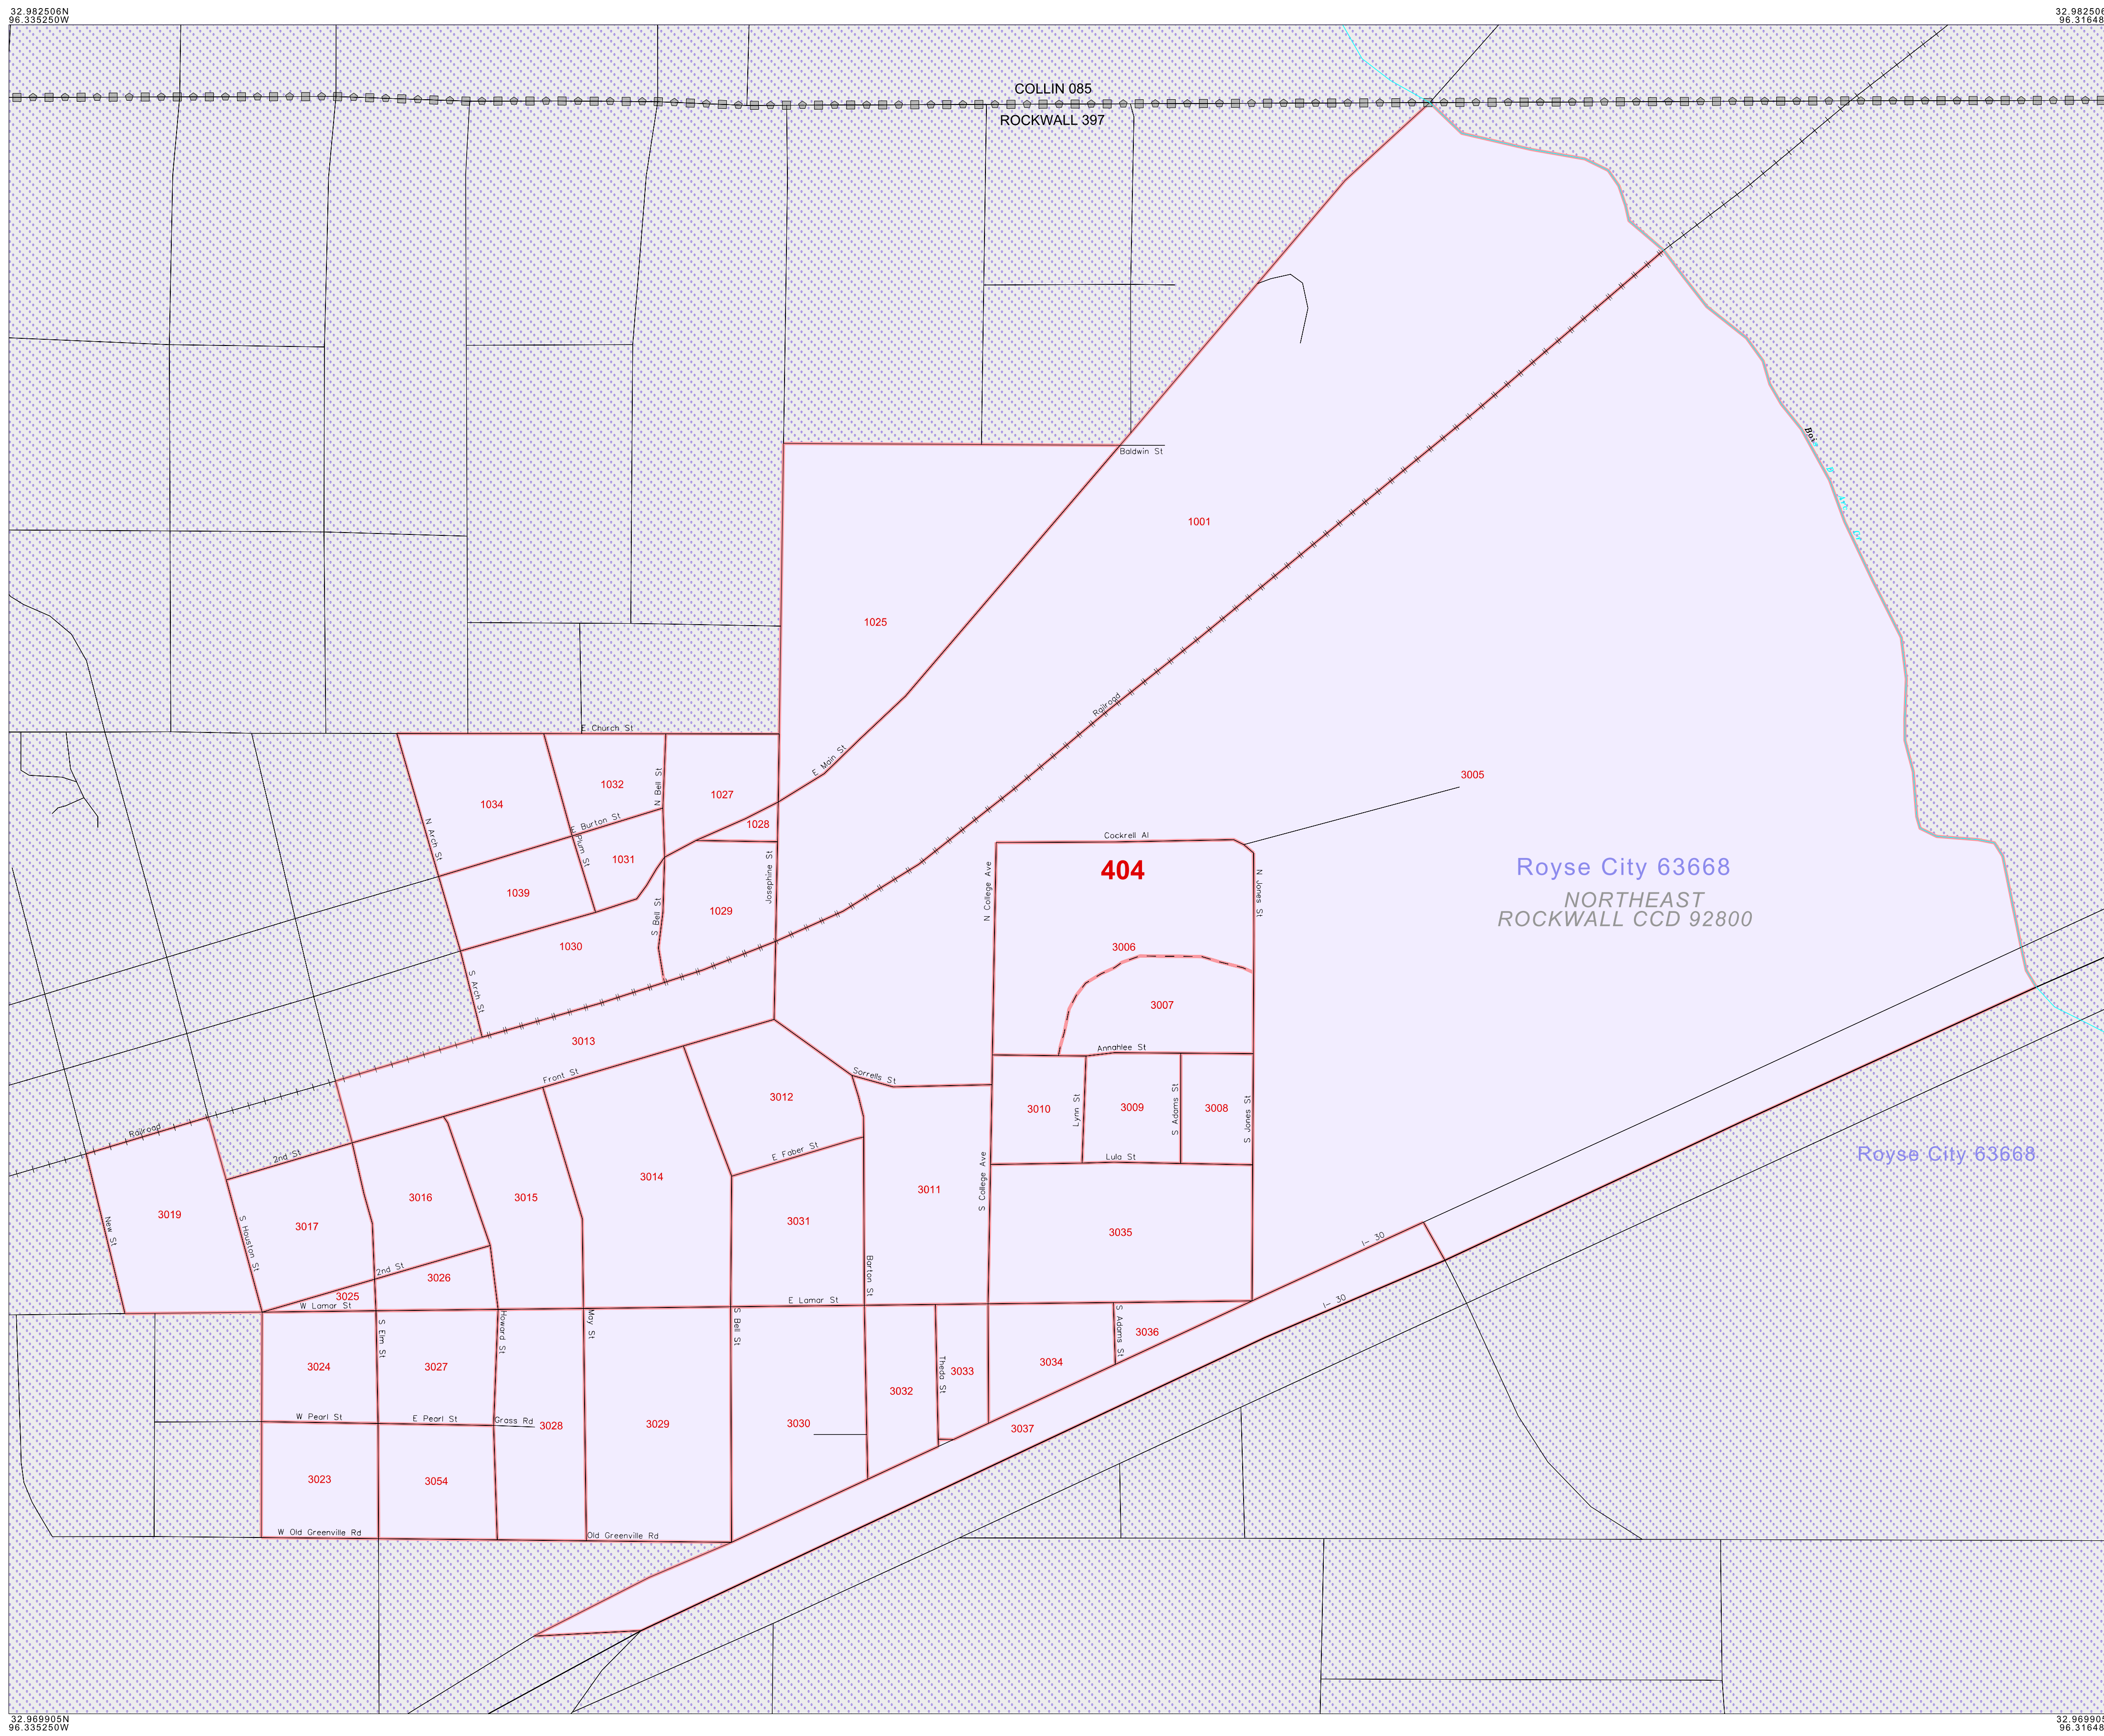 32.982506N
96.335250W
32.982506
96.31648
COLLIN 085
ROCKWALL 397
Baldwin St
1001
1025
Railroad
E Church St
E Main St
1032
N Bell St
1027
1034
1028
Burton St
N Arch St
N Plum St
1031
1039
Josephine St
1029
S Bell St
1030
S Arch St
3005
Cockrell Al
404
N College Ave
N Jones St
Royse City 63668
NORTHEAST
ROCKWALL CCD 92800
3006
3007
Annahlee St
3013
Front St
Sorrells St
3012
3010
Lynn St
3009
S Adams St
3008
S Jones St
Railroad
2nd St
E Faber St
Lula St
Royse City 63668
3019
New St
S Houston St
3017
3016
3015
3014
3011
S College Ave
3031
3035
I- 30
2nd St
3026
3025
Barton St
W Lamar St
E Lamar St
I- 30
S Elm St
Howard St
May St
S Bell St
S Adams St
3036
3024
3027
Theda St
3033
3034
3032
W Pearl St
E Pearl St
Grass Rd
3028
3029
3030
3037
3023
3054
W Old Greenville Rd
Old Greenville Rd
32.969905N
96.335250W
32.969905
96.31648